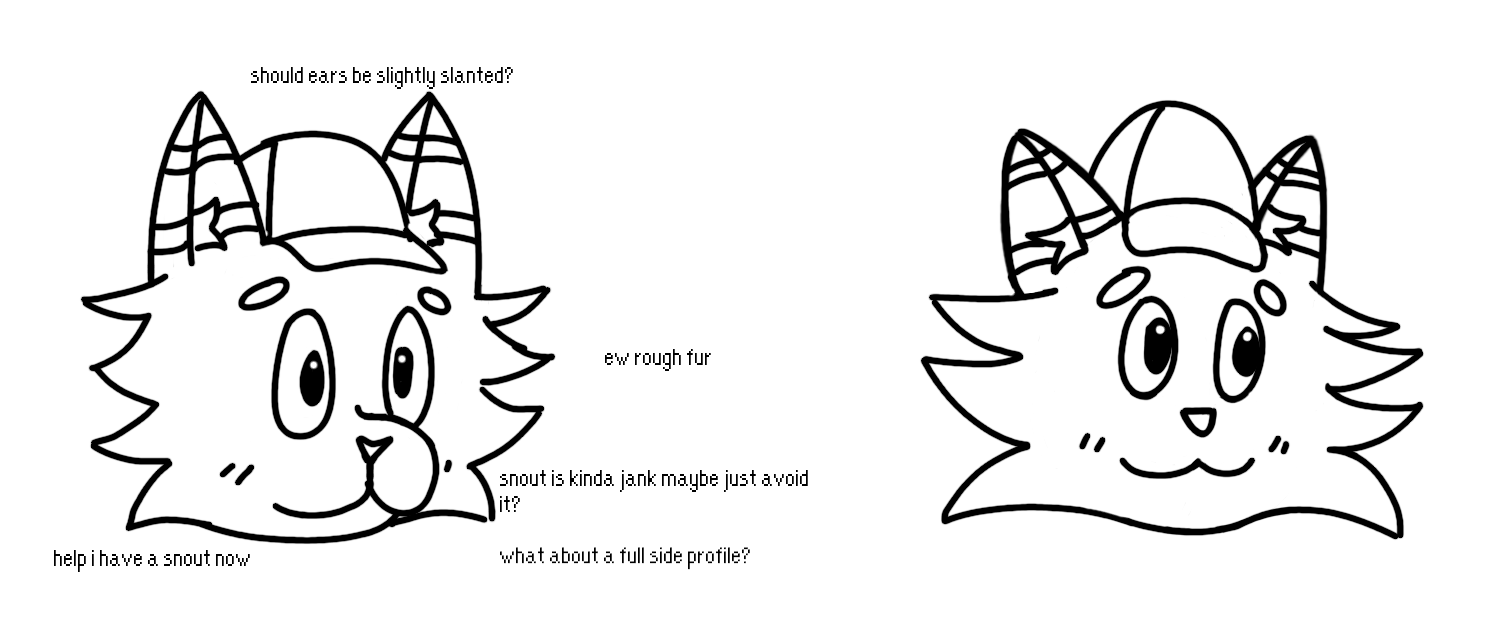 should ears be slightly slanted?
ew rough fur
snout is kinda jank maybe just avoid
it?
what about a full side profile?
help i have a snout now